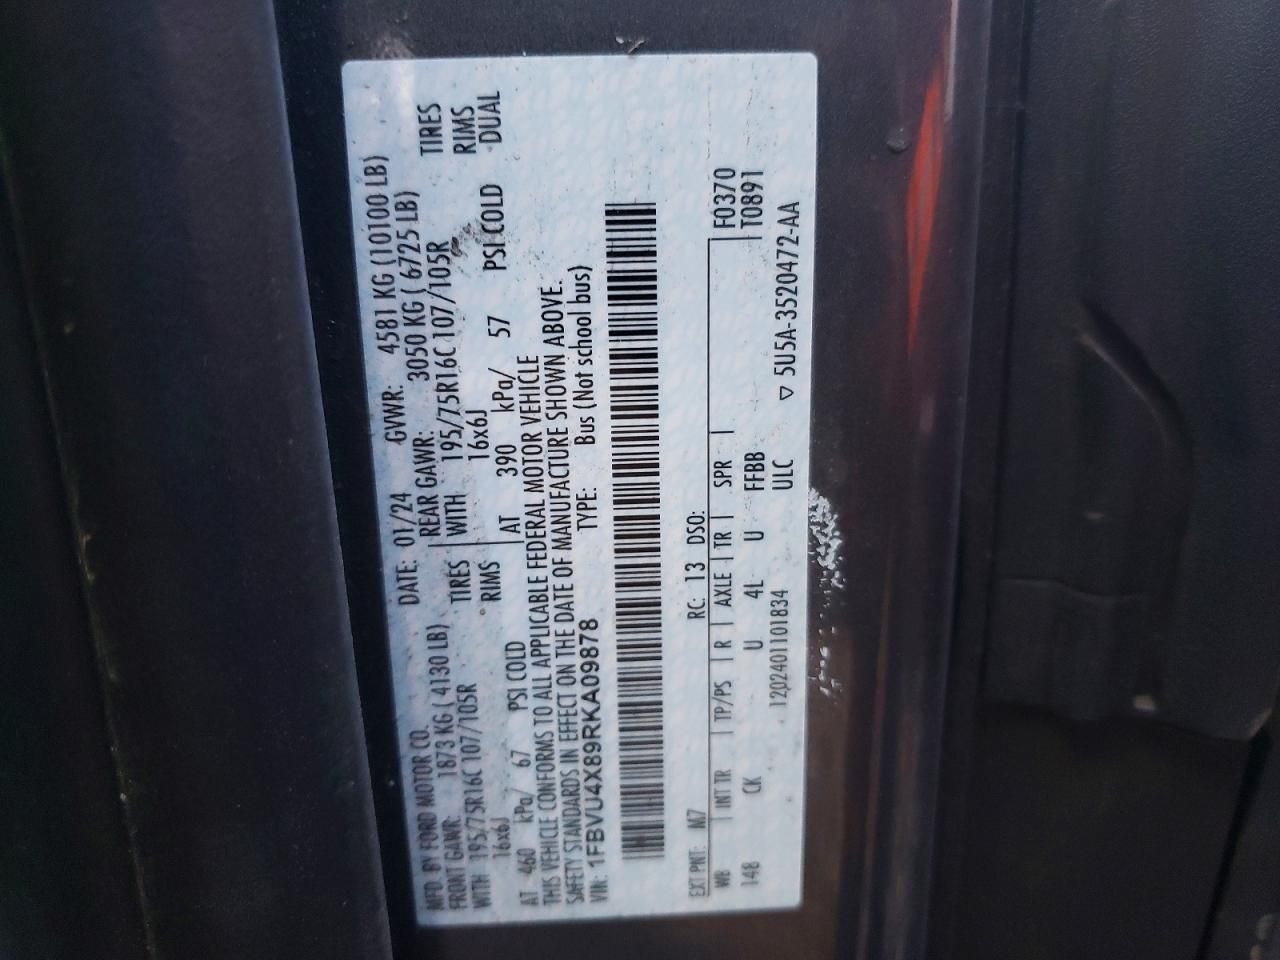 MFD. BY FORD MOTOR CO.
DATE: 01/24 GVWR: 4581 KG (10100 LB)
FRONT GAWR: 1873 KG ( 4130 LB) REAR GAWR: 3050 KG ( 6725 LB)
WITH 195/75R16C 107/105R TIRES WITH 195/75R16C 107/105R TIRES
16x6J RIMS 16x6J RIMS
AT 460 kPa/ 67 PSI COLD AT 390 kPa/ 57 PSI COLD DUAL
THIS VEHICLE CONFORMS TO ALL APPLICABLE FEDERAL MOTOR VEHICLE
SAFETY STANDARDS IN EFFECT ON THE DATE OF MANUFACTURE SHOWN ABOVE.
VIN: 1FBVU4X89RKA09878 TYPE: Bus (Not school bus)
EXT PNT: M7 RC: 13 DSO:
WB INT TR TP/PS R AXLE TR SPR F0370
148 CK U 4L U FFBB T0891
1202401101834 ULC ▽ 5U5A-3520472-AA